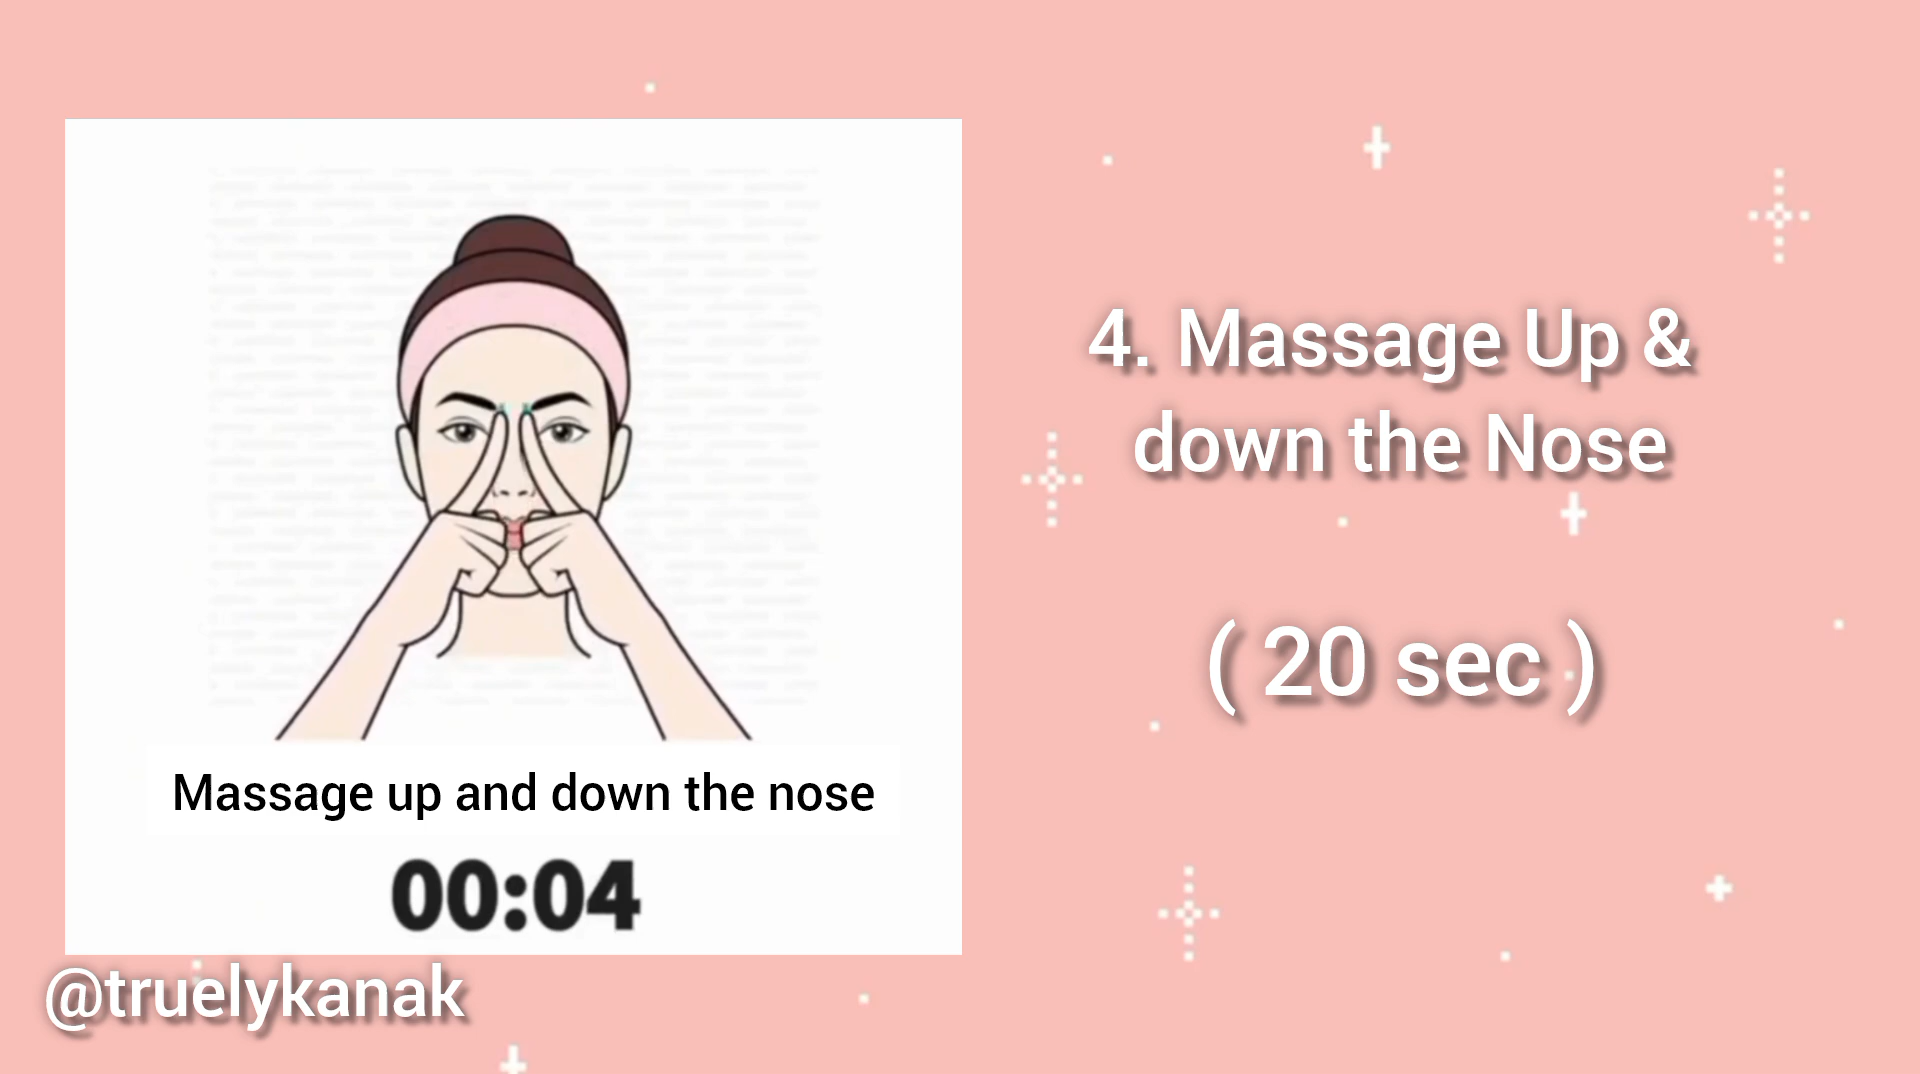 4. Massage Up &
down the Nose
( 20 sec )
Massage up and down the nose
00:04
@truelykanak